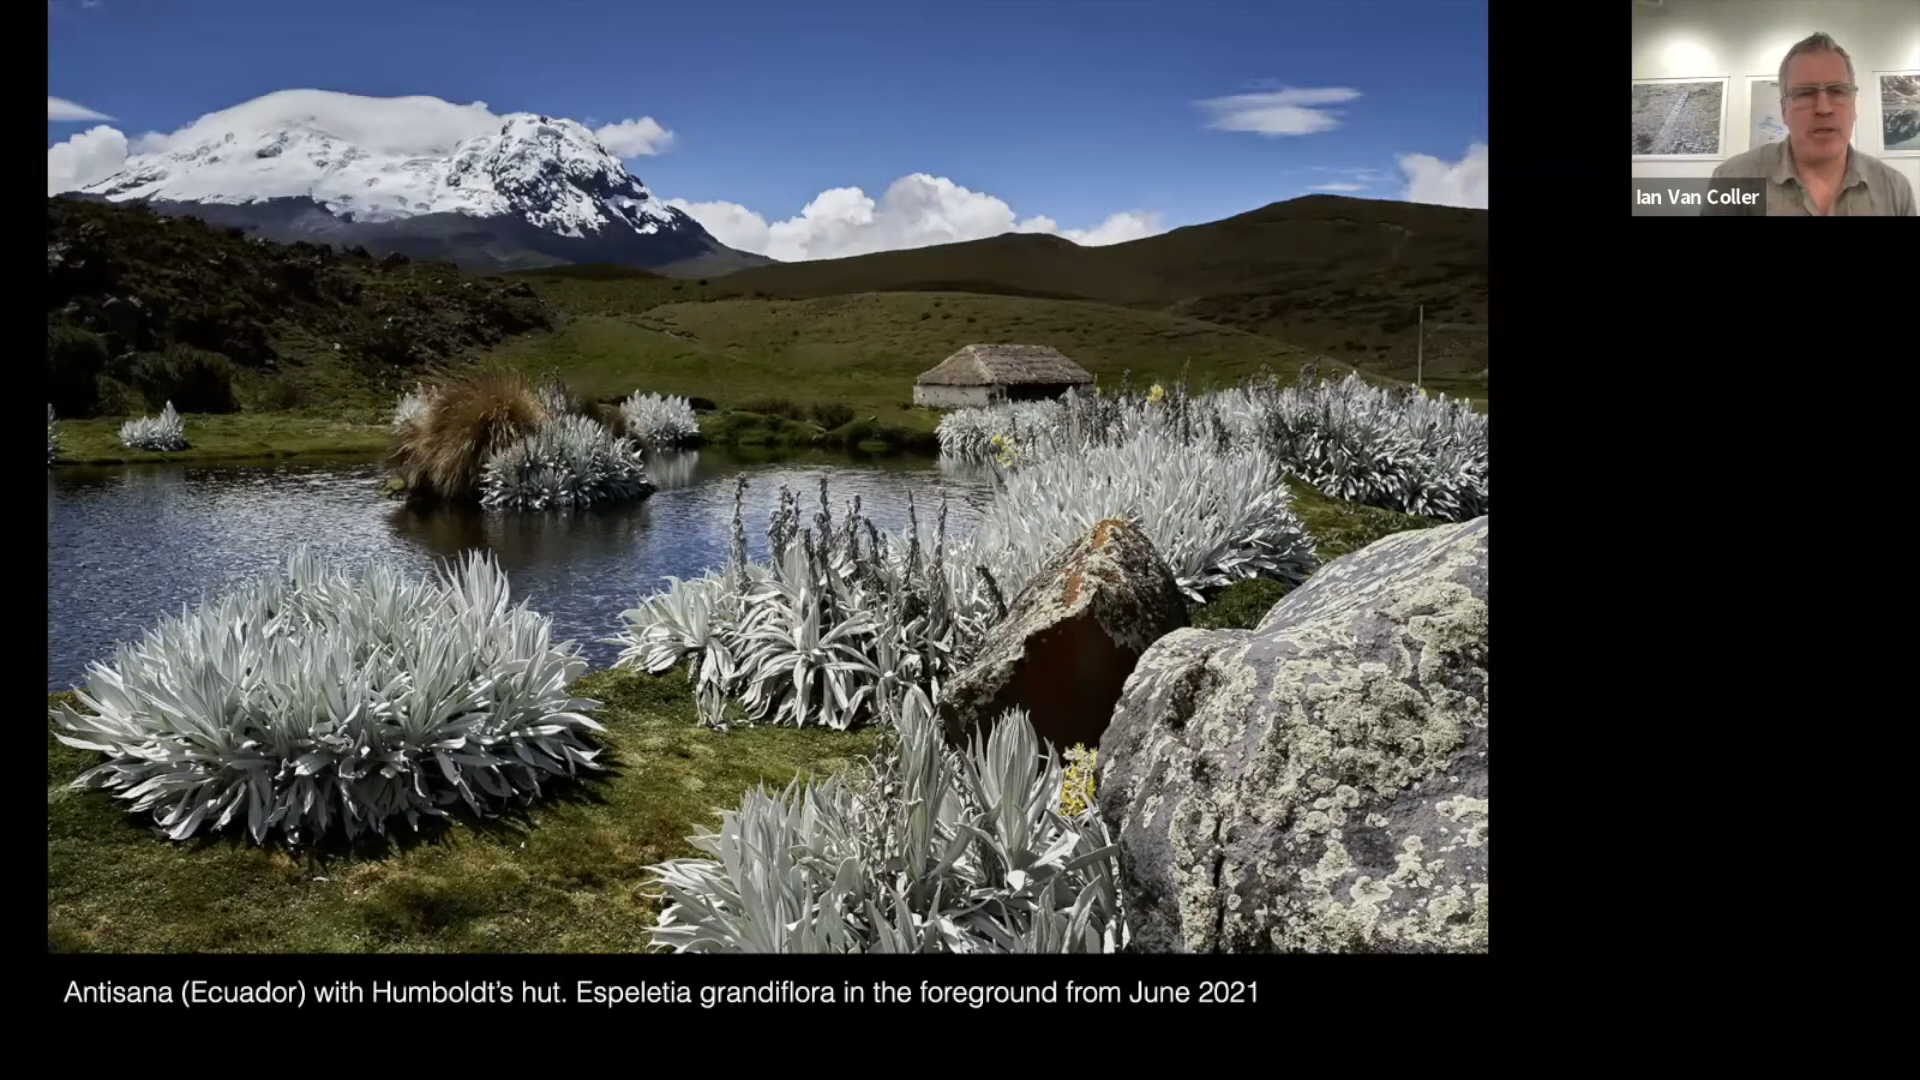 Ian Van Coller
Antisana (Ecuador) with Humboldt’s hut. Espeletia grandiflora in the foreground from June 2021